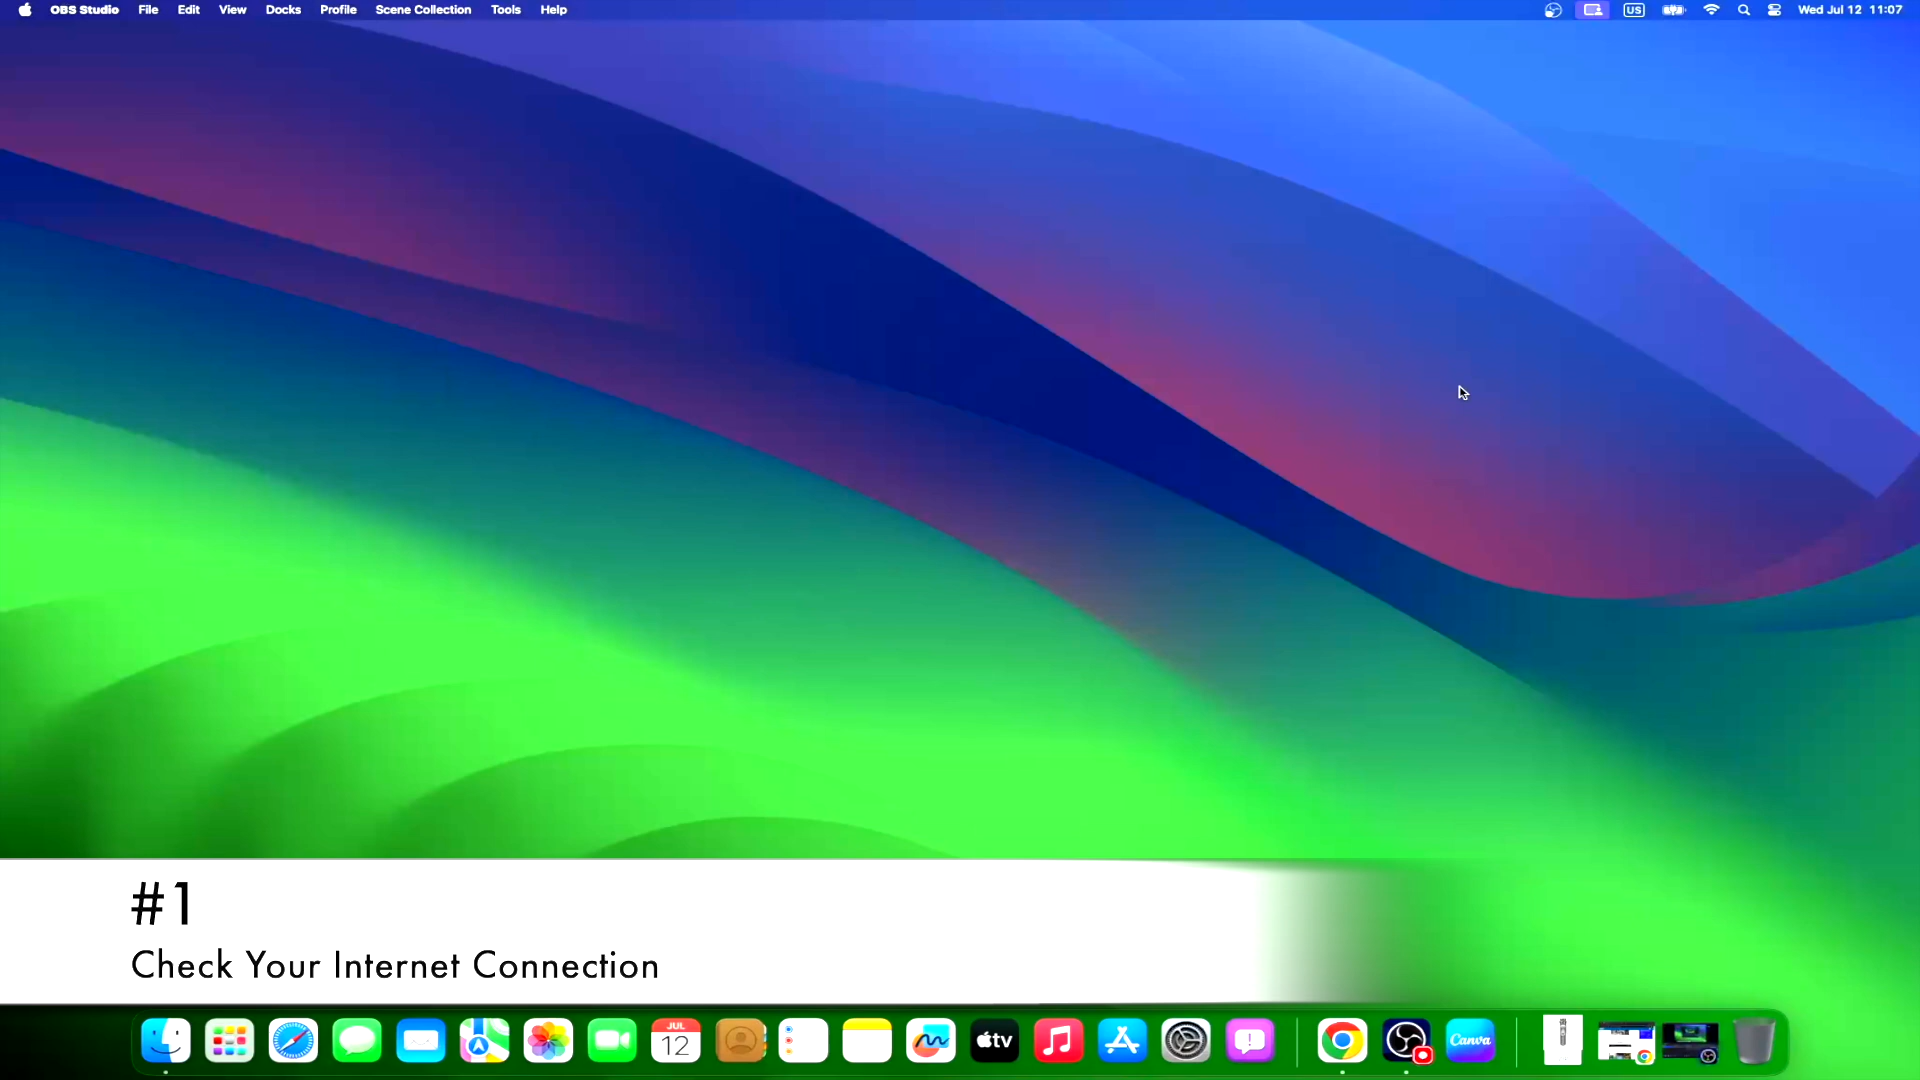 OBS Studio File Edit View Docks Profile Scene Collection Tools Help US Wed Jul 12 11:07
#1
Check Your Internet Connection
JUL
12
tv
Canva